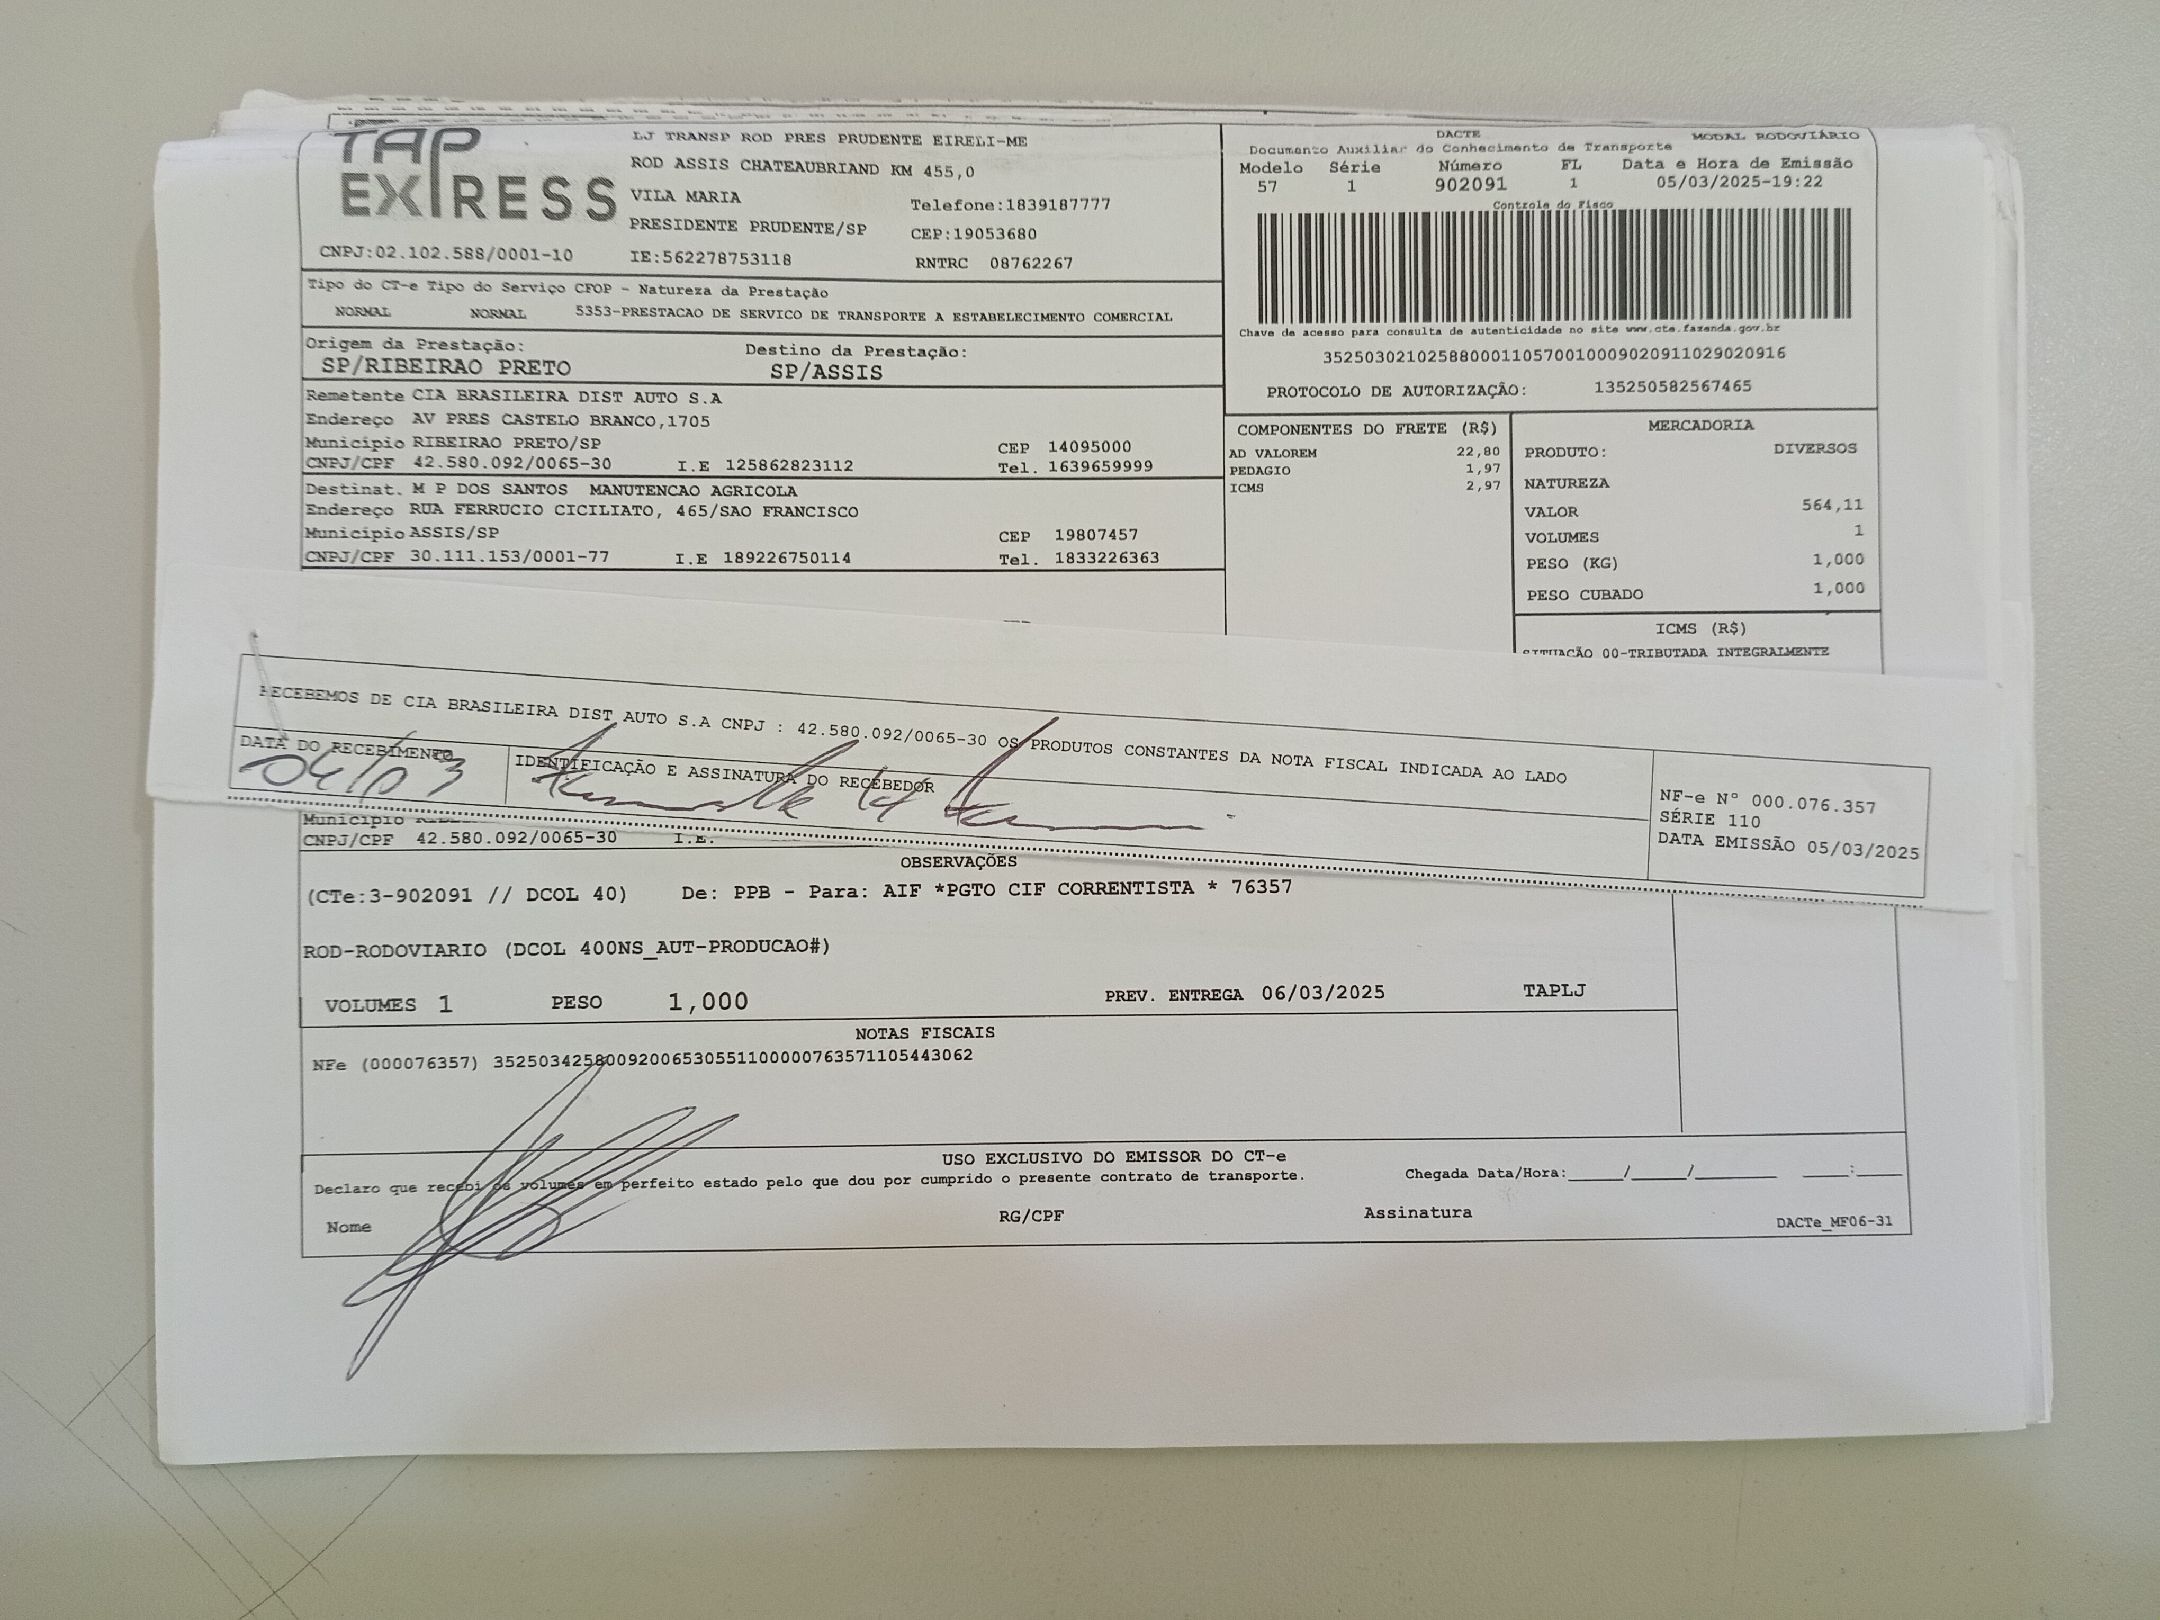 TAP EXPRESS
CNPJ:02.102.588/0001-10
LJ TRANSP ROD PRES PRUDENTE EIRELI-ME
ROD ASSIS CHATEAUBRIAND KM 455,0
VILA MARIA Telefone:1839187777
PRESIDENTE PRUDENTE/SP CEP:19053680
IE:562278753118 RNTRC 08762267
DACTE MODAL RODOVIÁRIO
Documento Auxiliar do Conhecimento de Transporte
Modelo Série Número FL Data e Hora de Emissão
57 1 902091 1 05/03/2025-19:22
Controle do Fisco
Chave de acesso para consulta de autenticidade no site www.cte.fazenda.gov.br
35250302102588000110570010009020911029020916
PROTOCOLO DE AUTORIZAÇÃO: 135250582567465
Tipo do CT-e Tipo do Serviço CFOP - Natureza da Prestação
NORMAL NORMAL 5353-PRESTACAO DE SERVICO DE TRANSPORTE A ESTABELECIMENTO COMERCIAL
Origem da Prestação: Destino da Prestação:
SP/RIBEIRAO PRETO SP/ASSIS
Remetente CIA BRASILEIRA DIST AUTO S.A
Endereço AV PRES CASTELO BRANCO,1705
Município RIBEIRAO PRETO/SP CEP 14095000
CNPJ/CPF 42.580.092/0065-30 I.E 125862823112 Tel. 1639659999
Destinat. M P DOS SANTOS MANUTENCAO AGRICOLA
Endereço RUA FERRUCIO CICILIATO, 465/SAO FRANCISCO
Município ASSIS/SP CEP 19807457
CNPJ/CPF 30.111.153/0001-77 I.E 189226750114 Tel. 1833226363
COMPONENTES DO FRETE (R$)
AD VALOREM 22,80
PEDAGIO 1,97
ICMS 2,97
MERCADORIA
PRODUTO: DIVERSOS
NATUREZA
VALOR 564,11
VOLUMES 1
PESO (KG) 1,000
PESO CUBADO 1,000
ICMS (R$)
SITUAÇÃO 00-TRIBUTADA INTEGRALMENTE
RECEBEMOS DE CIA BRASILEIRA DIST AUTO S.A CNPJ : 42.580.092/0065-30 OS PRODUTOS CONSTANTES DA NOTA FISCAL INDICADA AO LADO
DATA DO RECEBIMENTO IDENTIFICAÇÃO E ASSINATURA DO RECEBEDOR
NF-e N° 000.076.357
SÉRIE 110
DATA EMISSÃO 05/03/2025
Município
CNPJ/CPF 42.580.092/0065-30 I.E.
OBSERVAÇÕES
(CTe:3-902091 // DCOL 40) De: PPB - Para: AIF *PGTO CIF CORRENTISTA * 76357
ROD-RODOVIARIO (DCOL 400NS_AUT-PRODUCAO#)
VOLUMES 1 PESO 1,000 PREV. ENTREGA 06/03/2025 TAPLJ
NOTAS FISCAIS
NFe (000076357) 35250342580092006530551100000763571105443062
USO EXCLUSIVO DO EMISSOR DO CT-e
Declaro que recebi os volumes em perfeito estado pelo que dou por cumprido o presente contrato de transporte. Chegada Data/Hora:_____/_____/_______ ____:____
Nome RG/CPF Assinatura DACTe_MF06-31